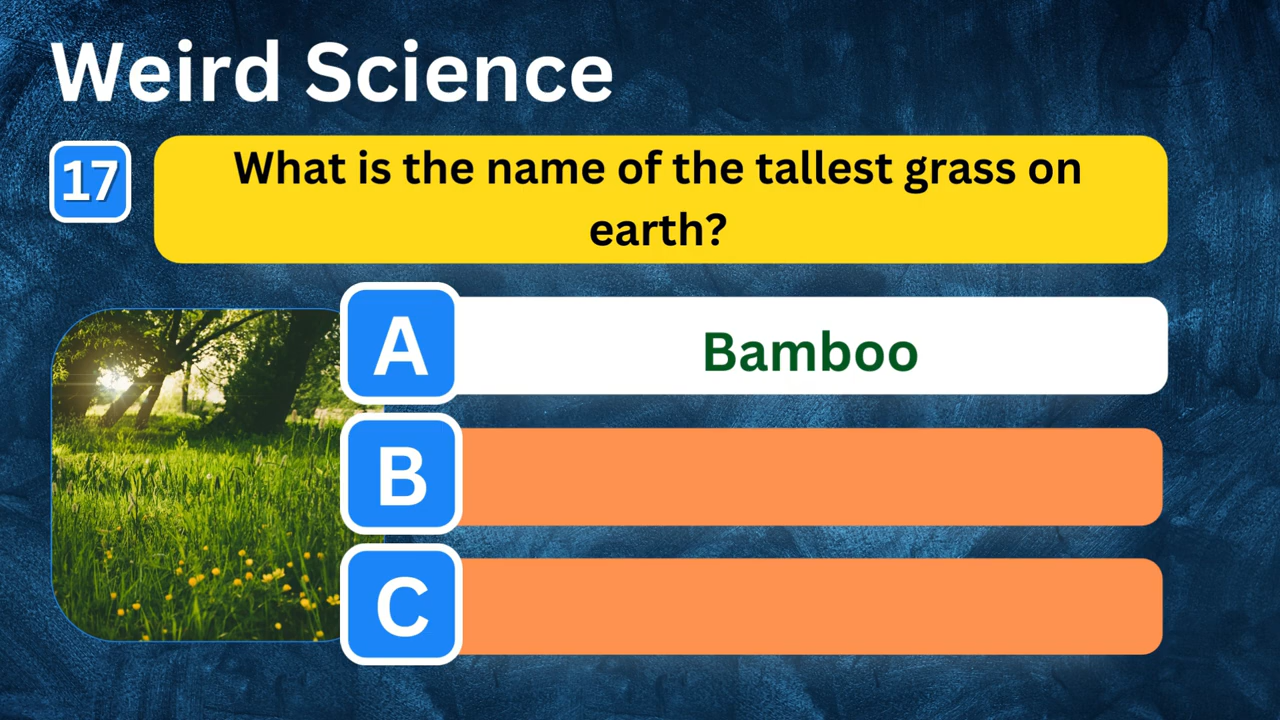 Weird Science
17
What is the name of the tallest grass on
earth?
A
Bamboo
B
C